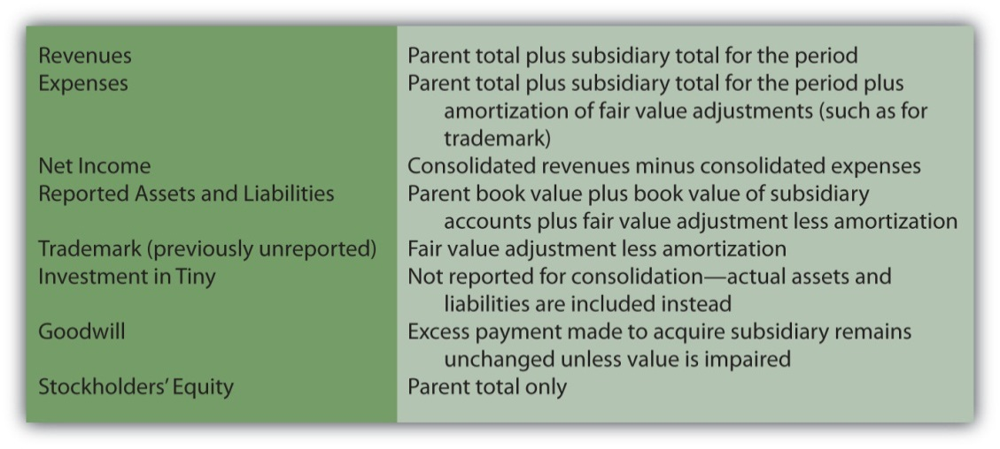 Revenues Parent total plus subsidiary total for the period
Expenses Parent total plus subsidiary total for the period plus
amortization of fair value adjustments (such as for
trademark)
Net Income Consolidated revenues minus consolidated expenses
Reported Assets and Liabilities Parent book value plus book value of subsidiary
accounts plus fair value adjustment less amortization
Trademark (previously unreported) Fair value adjustment less amortization
Investment in Tiny Not reported for consolidation—actual assets and
liabilities are included instead
Goodwill Excess payment made to acquire subsidiary remains
unchanged unless value is impaired
Stockholders’ Equity Parent total only